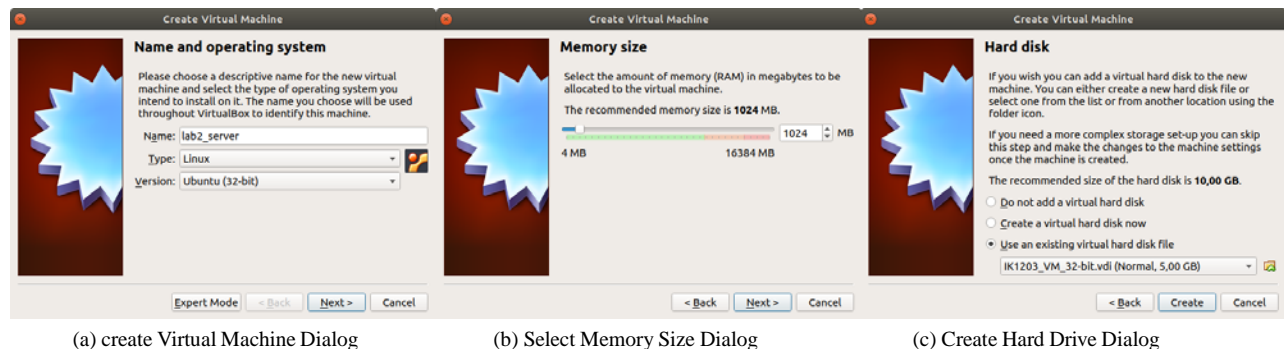 Create Virtual Machine
Name and operating system
Please choose a descriptive name for the new virtual
machine and select the type of operating system you
intend to install on it. The name you choose will be used
throughout VirtualBox to identify this machine.
Name: lab2_server
Type: Linux
Version: Ubuntu (32-bit)
Expert Mode < Back Next > Cancel
(a) create Virtual Machine Dialog
Create Virtual Machine
Memory size
Select the amount of memory (RAM) in megabytes to be
allocated to the virtual machine.
The recommended memory size is 1024 MB.
1024 MB
4 MB 16384 MB
< Back Next > Cancel
(b) Select Memory Size Dialog
Create Virtual Machine
Hard disk
If you wish you can add a virtual hard disk to the new
machine. You can either create a new hard disk file or
select one from the list or from another location using the
folder icon.
If you need a more complex storage set-up you can skip
this step and make the changes to the machine settings
once the machine is created.
The recommended size of the hard disk is 10,00 GB.
Do not add a virtual hard disk
Create a virtual hard disk now
Use an existing virtual hard disk file
IK1203_VM_32-bit.vdi (Normal, 5,00 GB)
< Back Create Cancel
(c) Create Hard Drive Dialog